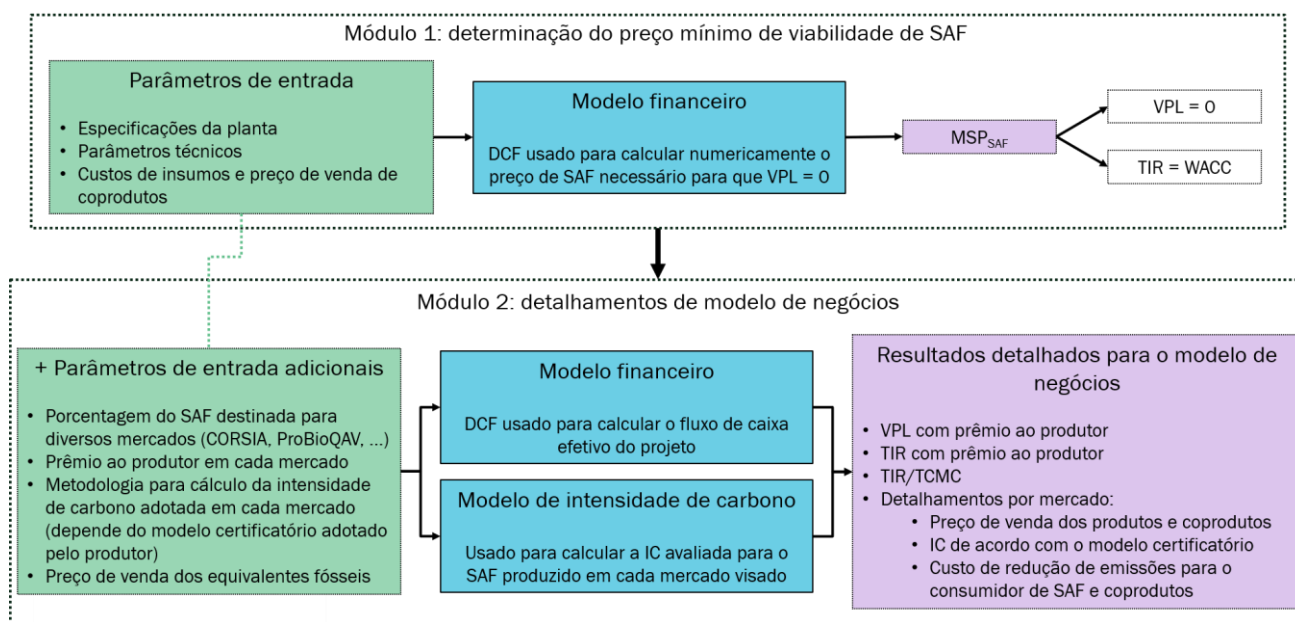 Módulo 1: determinação do preço mínimo de viabilidade de SAF
Parâmetros de entrada
• Especificações da planta
• Parâmetros técnicos
• Custos de insumos e preço de venda de
coprodutos
Modelo financeiro
DCF usado para calcular numericamente o
preço de SAF necessário para que VPL = 0
MSP_SAF
VPL = 0
TIR = WACC
Módulo 2: detalhamentos de modelo de negócios
+ Parâmetros de entrada adicionais
• Porcentagem do SAF destinada para
diversos mercados (CORSIA, ProBioQAV, ...)
• Prêmio ao produtor em cada mercado
• Metodologia para cálculo da intensidade
de carbono adotada em cada mercado
(depende do modelo certificatório adotado
pelo produtor)
• Preço de venda dos equivalentes fósseis
Modelo financeiro
DCF usado para calcular o fluxo de caixa
efetivo do projeto
Modelo de intensidade de carbono
Usado para calcular a IC avaliada para o
SAF produzido em cada mercado visado
Resultados detalhados para o modelo de
negócios
• VPL com prêmio ao produtor
• TIR com prêmio ao produtor
• TIR/TCMC
• Detalhamentos por mercado:
• Preço de venda dos produtos e coprodutos
• IC de acordo com o modelo certificatório
• Custo de redução de emissões para o
consumidor de SAF e coprodutos